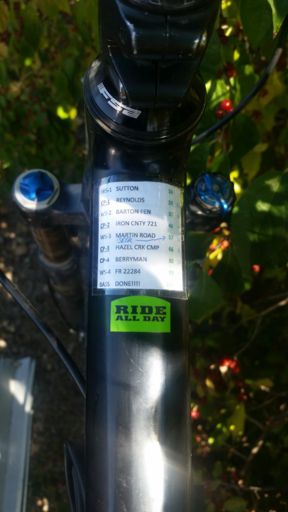 FSA
WS-1 SUTTON
CP-1 REYNOLDS
WS-2 BARTON FEN
CP-2 IRON CNTY 721
WS-3 MARTIN ROAD
CP-3 HAZEL CRK CMP
CP-4 BERRYMAN
WS-4 FR 22284
BASS DONE!!!!
RIDE
ALL DAY